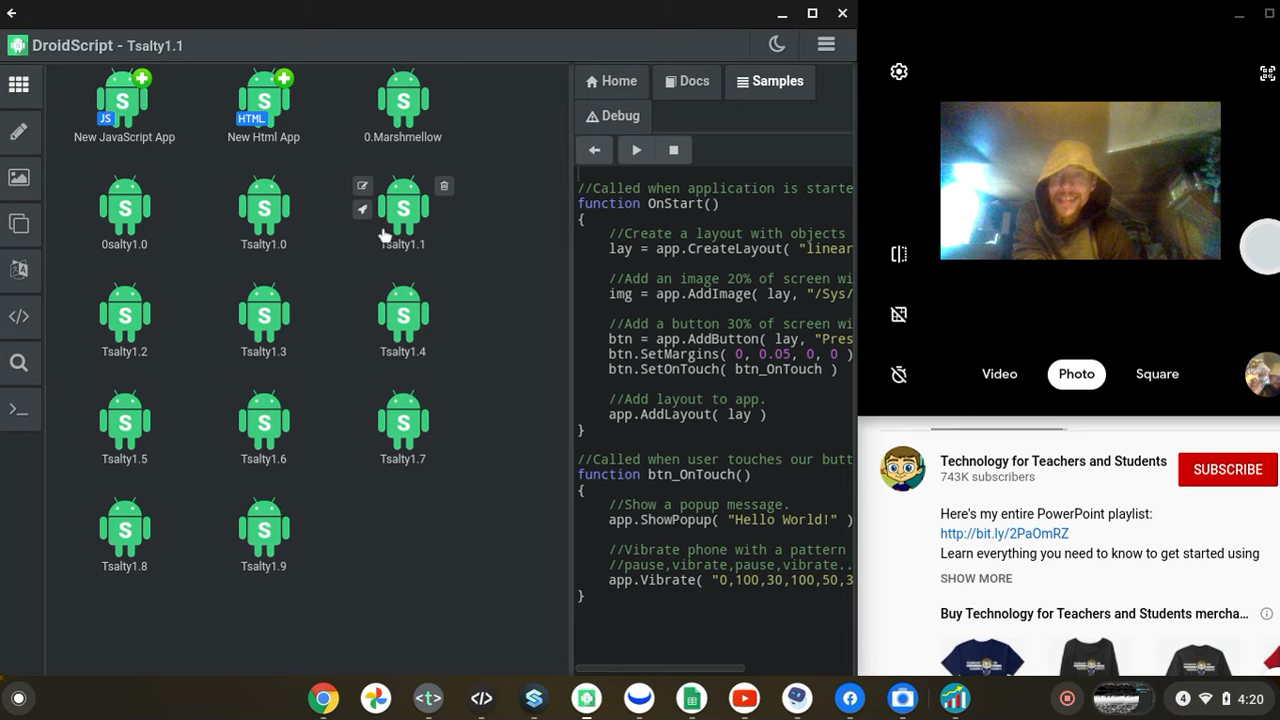 DroidScript - Tsalty1.1
New JavaScript App
New Html App
0.Marshmellow
JS
HTML
S
S
S
0salty1.0
Tsalty1.0
Tsalty1.1
S
S
S
Tsalty1.2
Tsalty1.3
Tsalty1.4
S
S
S
Tsalty1.5
Tsalty1.6
Tsalty1.7
S
S
S
Tsalty1.8
Tsalty1.9
S
S
Home
Docs
Samples
Debug
//Called when application is starte
function OnStart()
{
//Create a layout with objects
lay = app.CreateLayout( "linear
//Add an image 20% of screen wi
img = app.AddImage( lay, "/Sys/
//Add a button 30% of screen wi
btn = app.AddButton( lay, "Pres
btn.SetMargins( 0, 0.05, 0, 0 )
btn.SetOnTouch( btn_OnTouch )
//Add layout to app.
app.AddLayout( lay )
}
//Called when user touches our butt
function btn_OnTouch()
{
//Show a popup message.
app.ShowPopup( "Hello World!" )
//Vibrate phone with a pattern
//pause,vibrate,pause,vibrate..
app.Vibrate( "0,100,30,100,50,3
}
Video
Photo
Square
Technology for Teachers and Students
743K subscribers
SUBSCRIBE
Here's my entire PowerPoint playlist:
http://bit.ly/2PaOmRZ
Learn everything you need to know to get started using
SHOW MORE
Buy Technology for Teachers and Students mercha...
4
4:20